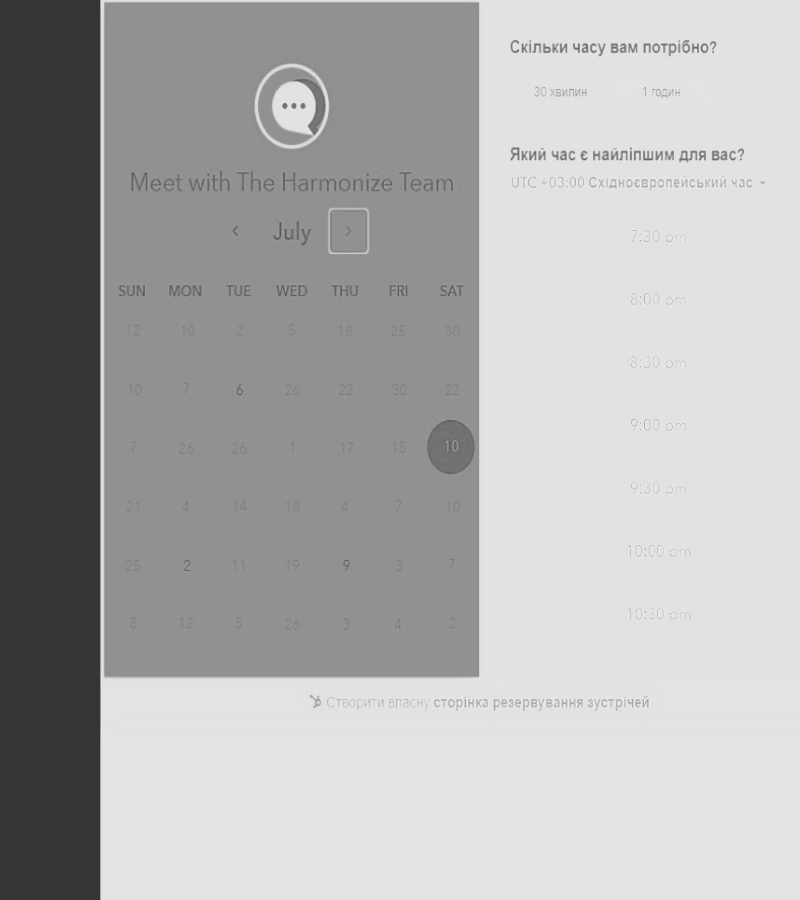 Meet with The Harmonize Team
July
SUN MON TUE WED THU FRI SAT
12 10 2 5 18 25 30
10 7 6 26 22 30 22
7 26 26 1 17 15 10
21 4 14 18 4 7 10
25 2 11 19 9 3 7
8 12 5 26 3 4 2
Скільки часу вам потрібно?
30 хвилин 1 годин
Який час є найліпшим для вас?
UTC +03:00 Східноєвропейський час
7:30 pm
8:00 pm
8:30 pm
9:00 pm
9:30 pm
10:00 pm
10:30 pm
Створити власну сторінка резервування зустрічей